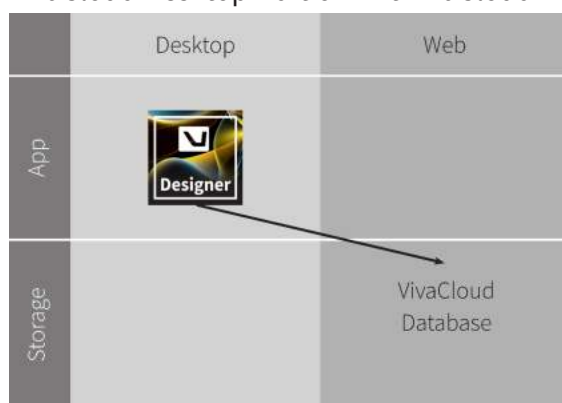 Desktop
Web
App
Designer
Storage
VivaCloud
Database